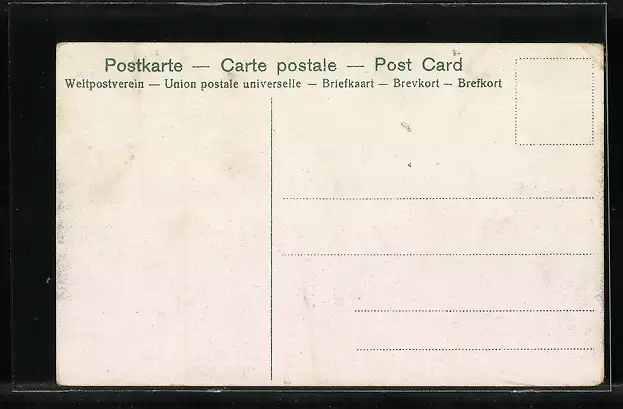 Postkarte — Carte postale — Post Card
Weltpostverein — Union postale universelle — Briefkaart — Brevkort — Brefkort